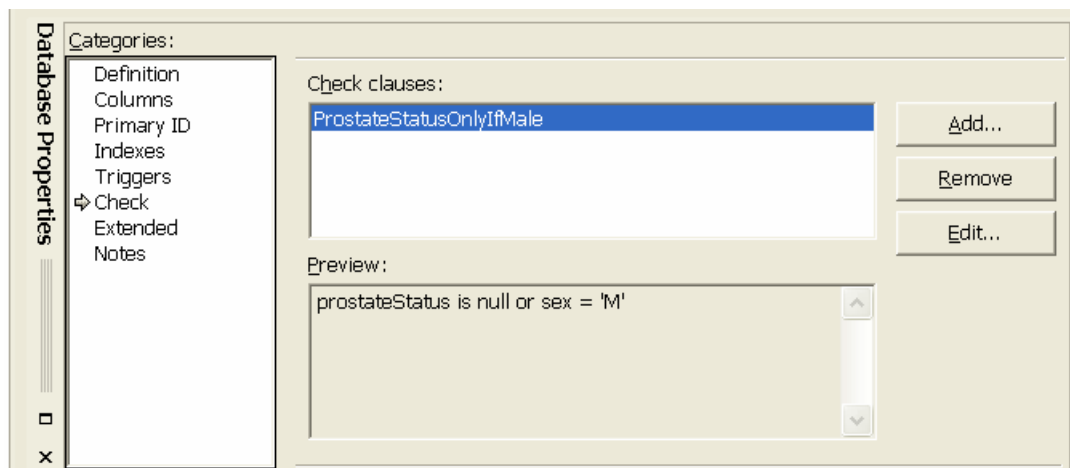 Database Properties
Categories:
Definition
Columns
Primary ID
Indexes
Triggers
Check
Extended
Notes
Check clauses:
ProstateStatusOnlyIfMale
Add...
Remove
Edit...
Preview:
prostateStatus is null or sex = 'M'